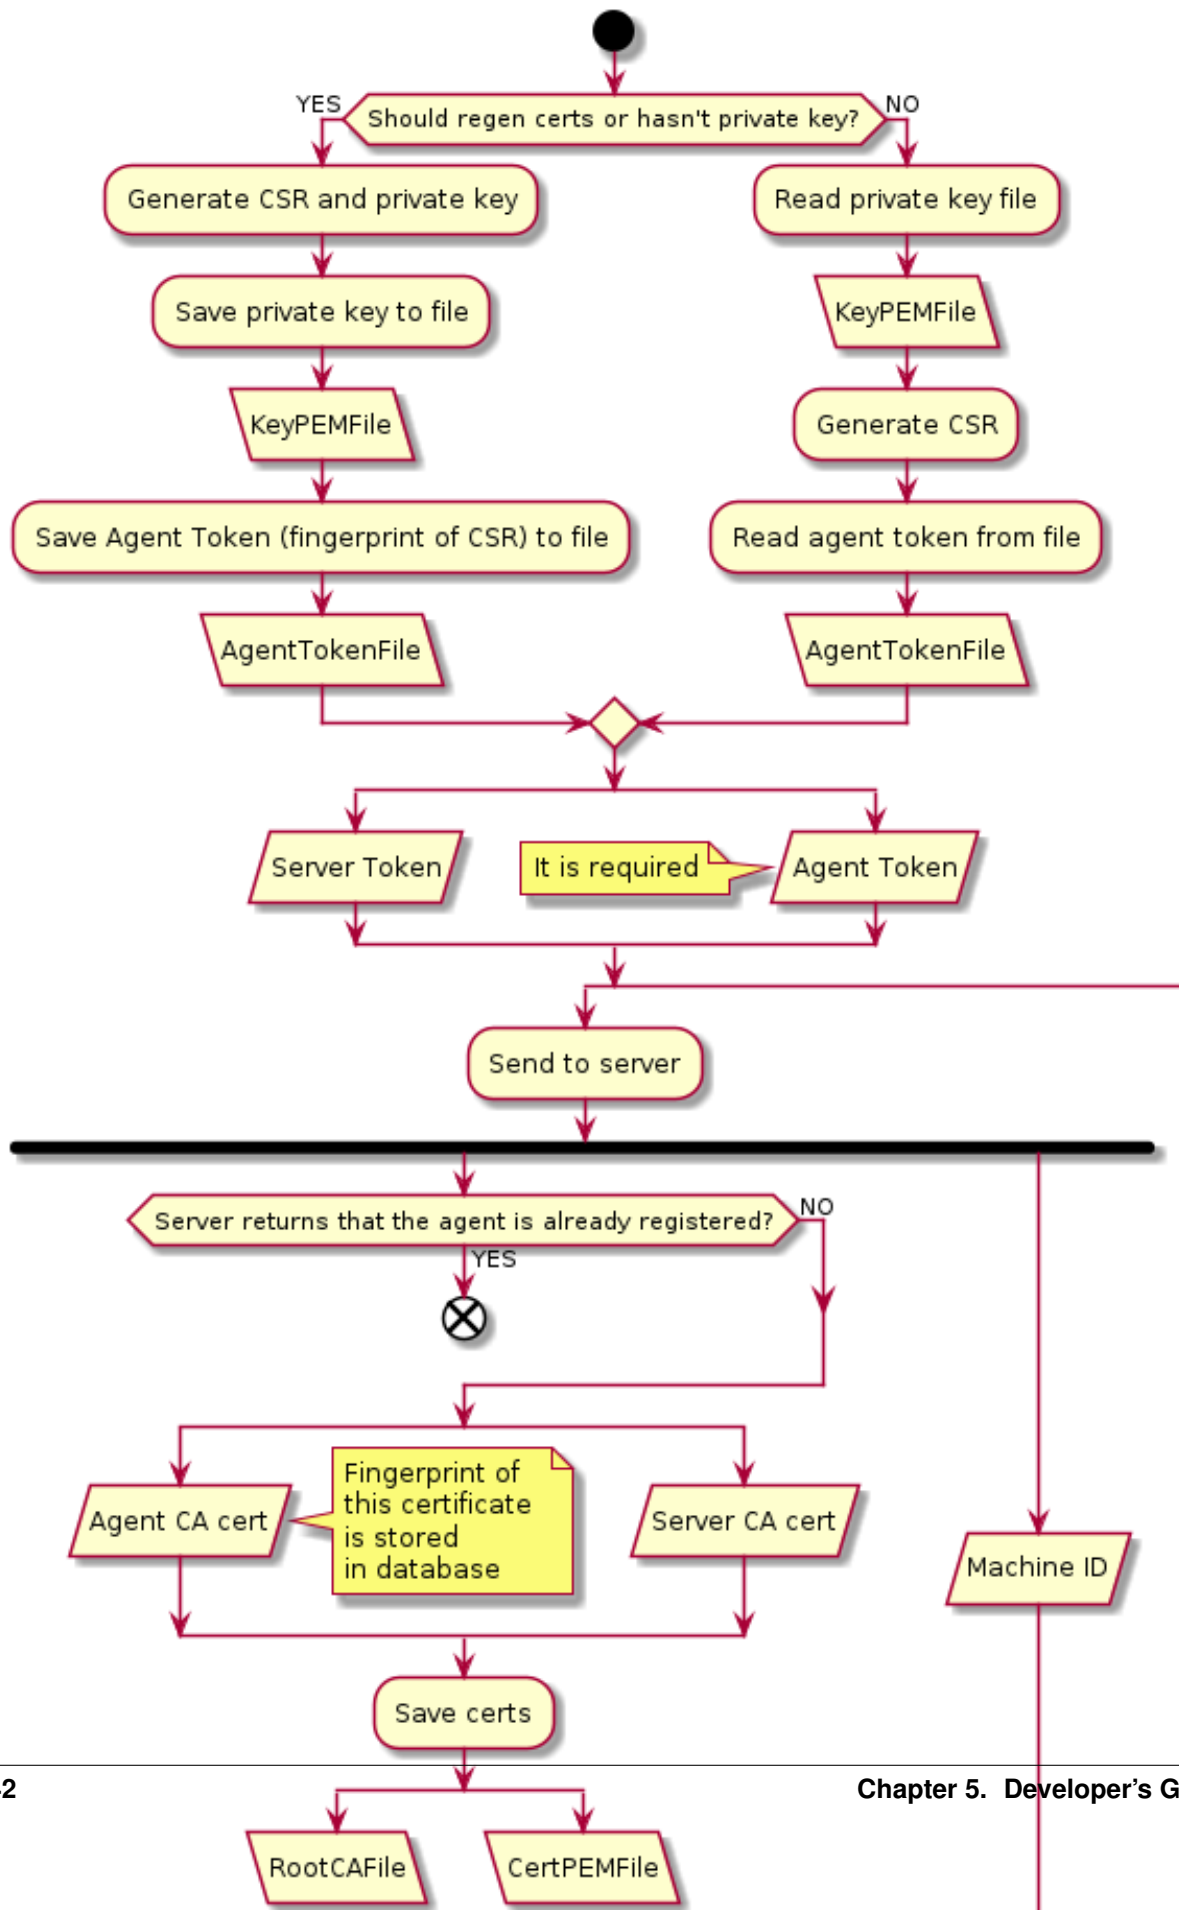 YES
Should regen certs or hasn't private key?
NO
Generate CSR and private key
Read private key file
Save private key to file
KeyPEMFile
KeyPEMFile
Generate CSR
Save Agent Token (fingerprint of CSR) to file
Read agent token from file
AgentTokenFile
AgentTokenFile
Server Token
It is required
Agent Token
Send to server
Server returns that the agent is already registered?
NO
YES
Agent CA cert
Fingerprint of
this certificate
is stored
in database
Server CA cert
Machine ID
Save certs
2
Chapter 5. Developer's G
RootCAFile
CertPEMFile